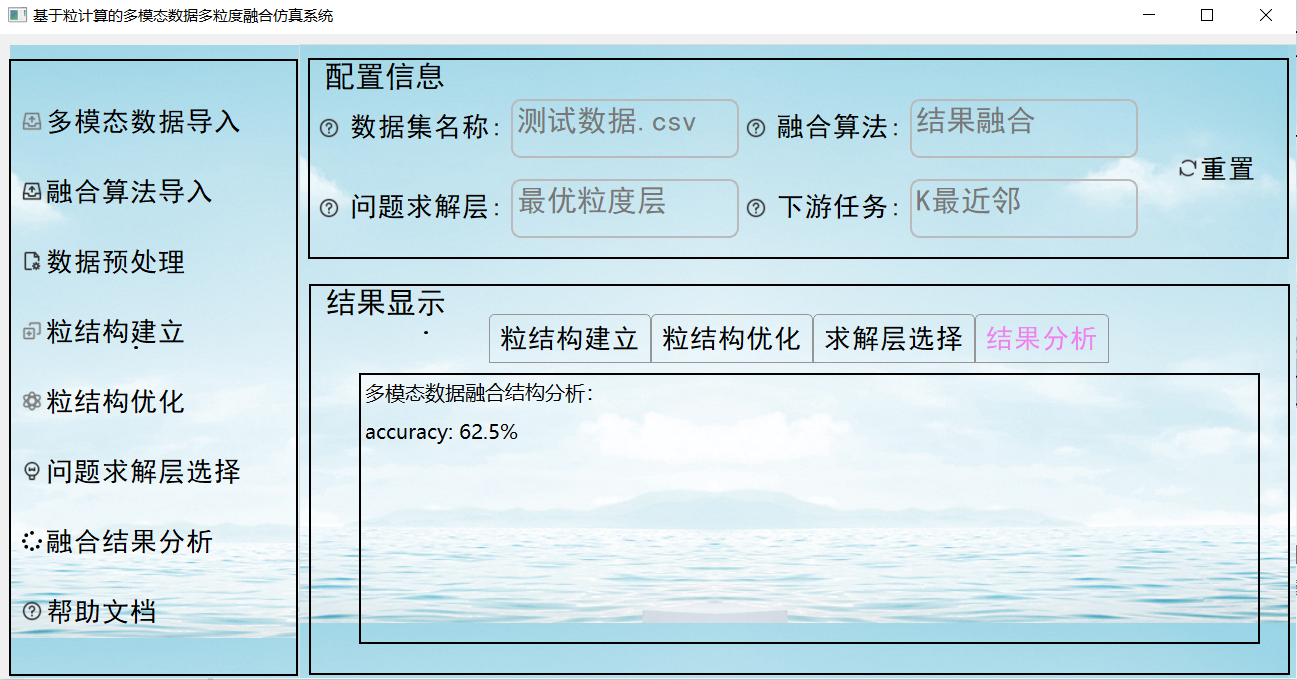 基于粒计算的多模态数据多粒度融合仿真系统
多模态数据导入
融合算法导入
数据预处理
粒结构建立
粒结构优化
问题求解层选择
融合结果分析
帮助文档
配置信息
数据集名称: 测试数据.csv 融合算法: 结果融合
问题求解层: 最优粒度层 下游任务: K最近邻
重置
结果显示
粒结构建立 粒结构优化 求解层选择 结果分析
多模态数据融合结构分析:
accuracy: 62.5%